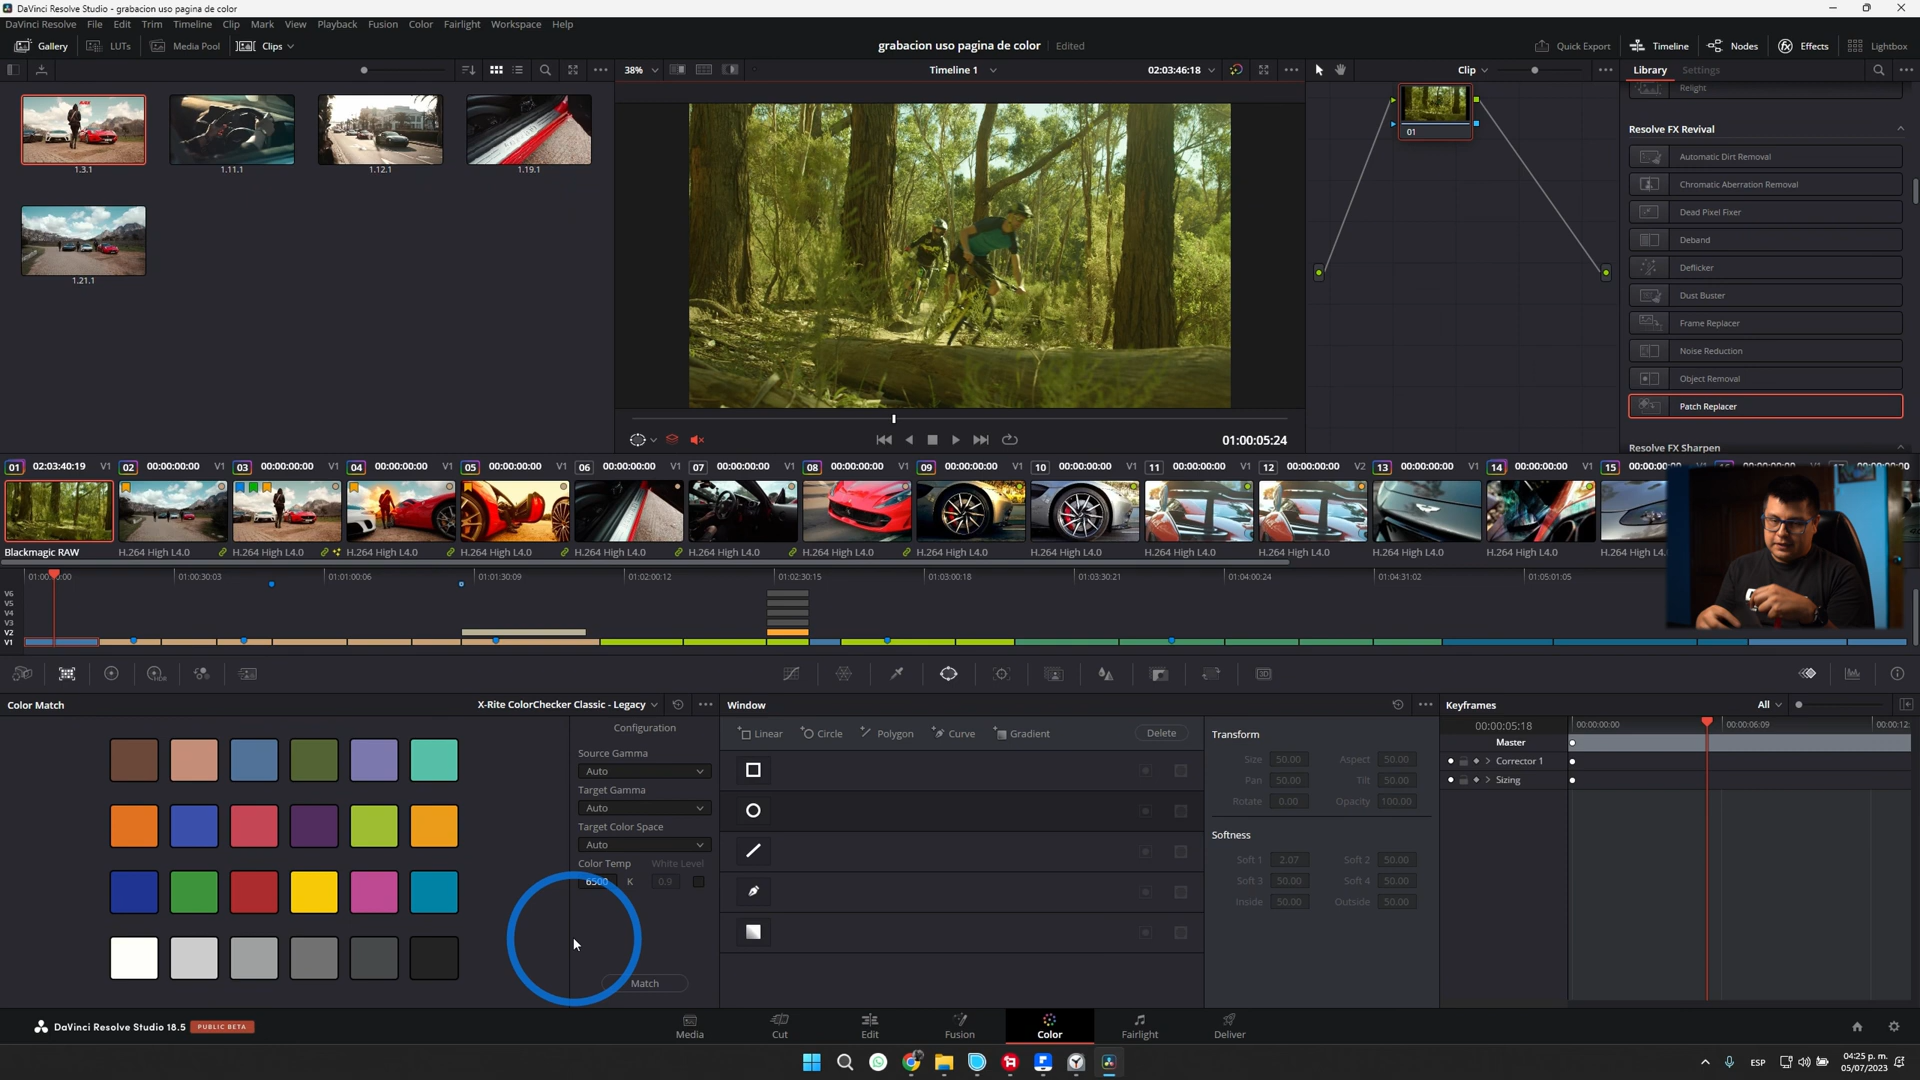 DaVinci Resolve Studio - grabacion uso pagina de color
DaVinci Resolve File Edit Trim Timeline Clip Mark View Playback Fusion Color Fairlight Workspace Help
Gallery LUTs Media Pool Clips
grabacion uso pagina de color Edited
Quick Export Timeline Nodes Effects Lightbox
38% Timeline 1 02:03:46:18 Clip Library Settings
1.3.1 1.11.1 1.12.1 1.19.1
1.21.1
01
Relight
Resolve FX Revival
Automatic Dirt Removal
Chromatic Aberration Removal
Dead Pixel Fixer
Deband
Deflicker
Dust Buster
Frame Replacer
Noise Reduction
Object Removal
Patch Replacer
Resolve FX Sharpen
01:00:05:24
01 02:03:40:19 V1 02 00:00:00:00 V1 03 00:00:00:00 V1 04 00:00:00:00 V1 05 00:00:00:00 V1 06 00:00:00:00 V1 07 00:00:00:00 V1 08 00:00:00:00 V1 09 00:00:00:00 V1 10 00:00:00:00 V1 11 00:00:00:00 V1 12 00:00:00:00 V2 13 00:00:00:00 V1 14 00:00:00:00 V1 15
Blackmagic RAW H.264 High L4.0 H.264 High L4.0 H.264 High L4.0 H.264 High L4.0 H.264 High L4.0 H.264 High L4.0 H.264 High L4.0 H.264 High L4.0 H.264 High L4.0 H.264 High L4.0 H.264 High L4.0 H.264 High L4.0 H.264 High L4.0 H.264 High L4.
01:00:30:03 01:01:00:06 01:01:30:09 01:02:00:12 01:02:30:15 01:03:00:18 01:03:30:21 01:04:00:24 01:04:31:02 01:05:01:05
V6
V5
V4
V3
V2
V1
Color Match X-Rite ColorChecker Classic - Legacy
Configuration
Source Gamma
Auto
Target Gamma
Auto
Target Color Space
Auto
Color Temp White Level
6500 K 0.9
Match
Window
Linear Circle Polygon Curve Gradient Delete
Transform
Size 50.00 Aspect 50.00
Pan 50.00 Tilt 50.00
Rotate 0.00 Opacity 100.00
Softness
Soft 1 2.07 Soft 2 50.00
Soft 3 50.00 Soft 4 50.00
Inside 50.00 Outside 50.00
Keyframes All
00:00:05:18 00:00:00:00 00:00:06:09 00:00:12:
Master
Corrector 1
Sizing
DaVinci Resolve Studio 18.5 PUBLIC BETA
Media Cut Edit Fusion Color Fairlight Deliver
ESP
04:25 p. m.
05/07/2023